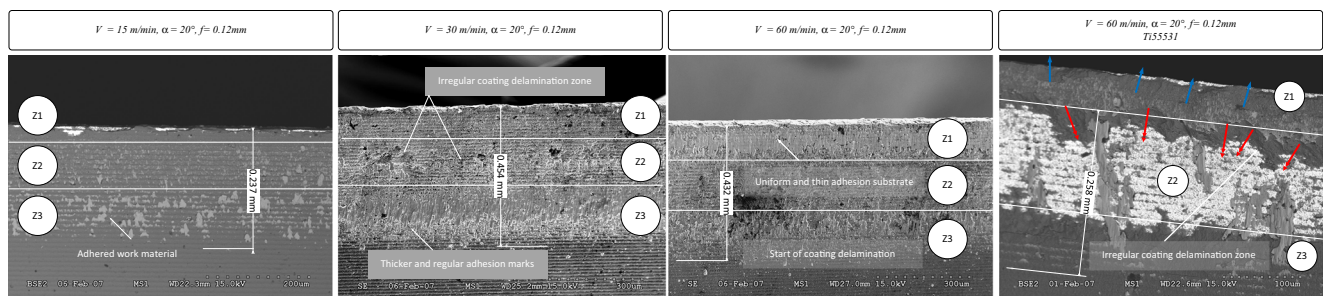 V = 15 m/min, α = 20°, f= 0.12mm
Z1
Z2
Z3
0.237 mm
Adhered work material
BSE2 06-Feb-07 MS1 WD22.3mm 15.0kV 200um
V = 30 m/min, α = 20°, f= 0.12mm
Irregular coating delamination zone
Z1
Z2
Z3
0.454 mm
Thicker and regular adhesion marks
SE 06-Feb-07 MS1 WD25.2mm 15.0kV 300um
V = 60 m/min, α = 20°, f= 0.12mm
Z1
Uniform and thin adhesion substrate
Z2
0.432 mm
Z3
Start of coating delamination
SE 06-Feb-07 MS1 WD27.0mm 15.0kV 300um
V = 60 m/min, α = 20°, f= 0.12mm
Ti55531
Z1
Z2
0.258 mm
Irregular coating delamination zone
Z3
BSE2 01-Feb-07 MS1 WD22.6mm 15.0kV 100um